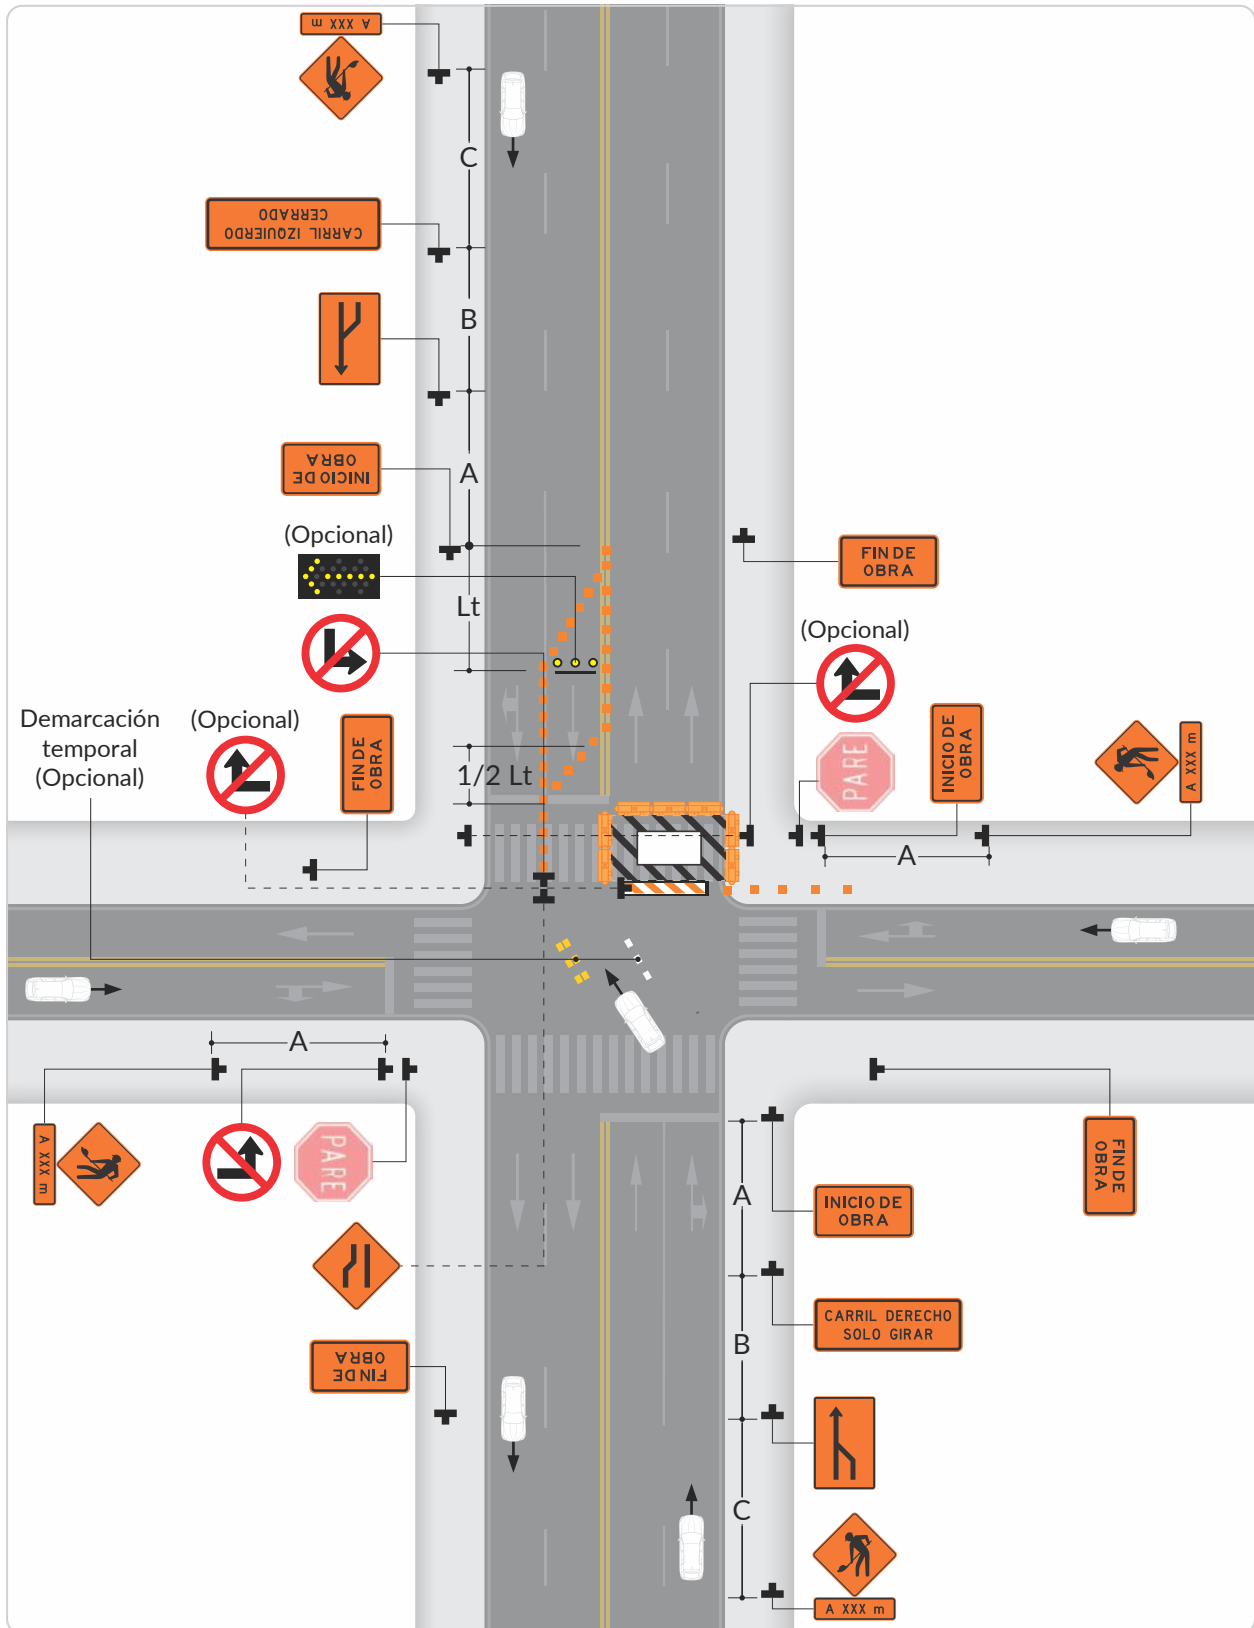 A XXX m
C
CARRIL IZQUIERDO
CERRADO
B
A
INICIO DE
OBRA
(Opcional)
Lt
FIN DE
OBRA
(Opcional)
Demarcación
temporal
(Opcional)
(Opcional)
FIN DE
OBRA
1/2 Lt
PARE
INICIO DE
OBRA
A XXX m
A
A
A XXX m
PARE
FIN DE
OBRA
A
INICIO DE
OBRA
CARRIL DERECHO
SOLO GIRAR
B
FIN DE
OBRA
C
A XXX m